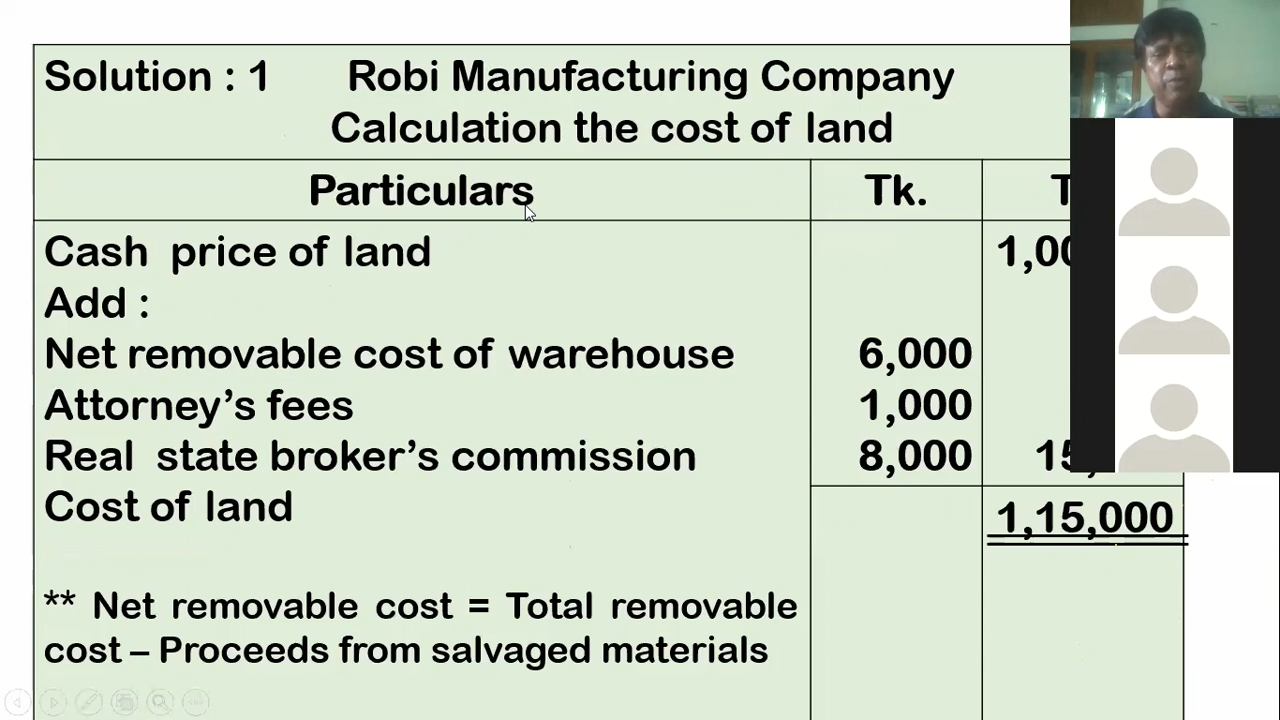 Solution : 1 Robi Manufacturing Company
Calculation the cost of land
Particulars Tk.
Cash price of land
Add :
Net removable cost of warehouse 6,000
Attorney’s fees 1,000
Real state broker’s commission 8,000
Cost of land 1,15,000
** Net removable cost = Total removable
cost – Proceeds from salvaged materials